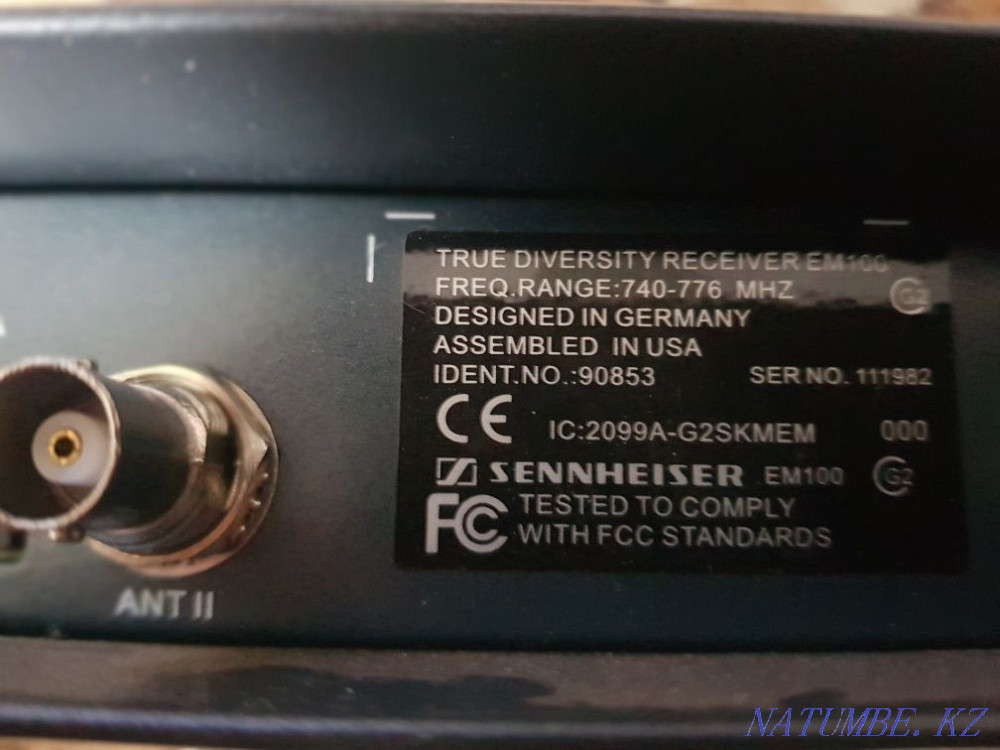 TRUE DIVERSITY RECEIVER EM100
FREQ.RANGE:740-776 MHZ G2
DESIGNED IN GERMANY
ASSEMBLED IN USA
IDENT.NO.:90853 SER NO. 111982
CE IC:2099A-G2SKMEM 000
SENNHEISER EM100 G2
FC TESTED TO COMPLY
WITH FCC STANDARDS
ANT II
NATUMBE.KZ